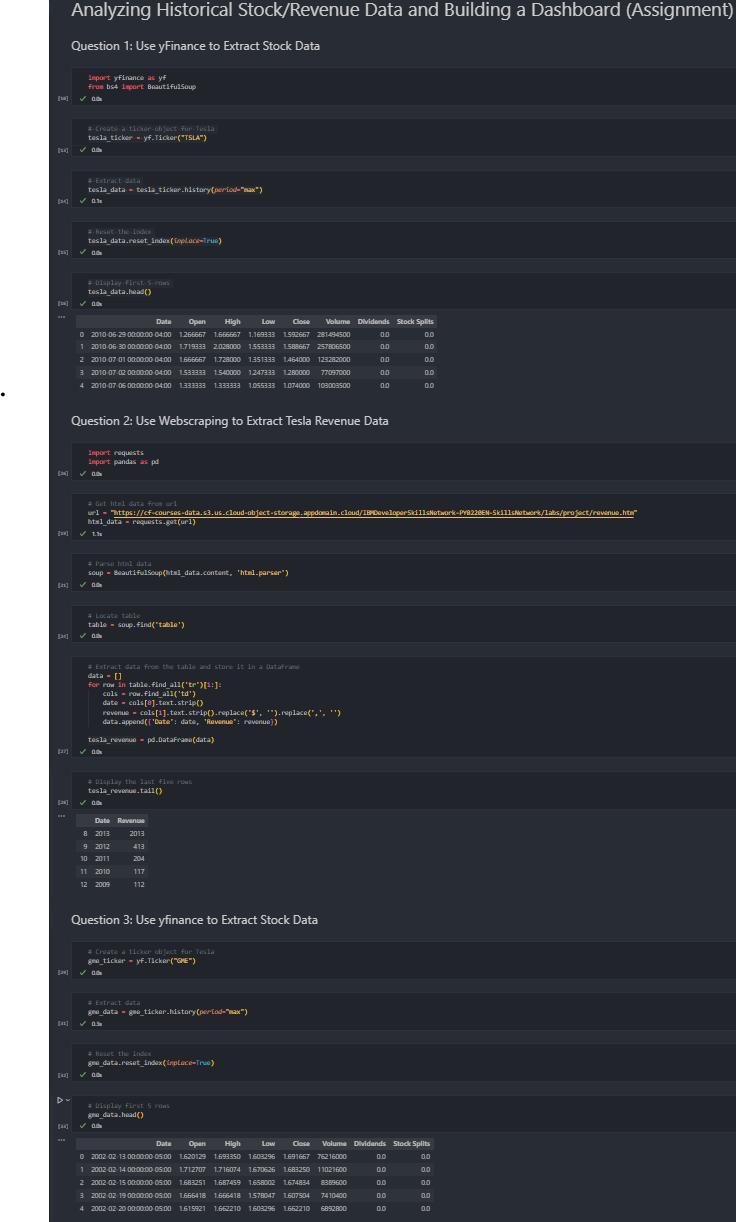 Analyzing Historical Stock/Revenue Data and Building a Dashboard (Assignment)
Question 1: Use yFinance to Extract Stock Data
import yfinance as yf
from bs4 import BeautifulSoup
0.0s
# Create a ticker object for Tesla
tesla_ticker = yf.Ticker("TSLA")
0.0s
# Extract data
tesla_data = tesla_ticker.history(period="max")
0.1s
# Reset the index
tesla_data.reset_index(inplace=True)
0.0s
# Display first 5 rows
tesla_data.head()
0.0s
...
Date Open High Low Close Volume Dividends Stock Splits
0 2010-06-29 00:00:00-04:00 1.266667 1.666667 1.169333 1.592667 281494500 0.0 0.0
1 2010-06-30 00:00:00-04:00 1.719333 2.028000 1.553333 1.588667 257806500 0.0 0.0
2 2010-07-01 00:00:00-04:00 1.666667 1.728000 1.351333 1.464000 123282000 0.0 0.0
3 2010-07-02 00:00:00-04:00 1.533333 1.540000 1.247333 1.280000 77097000 0.0 0.0
4 2010-07-06 00:00:00-04:00 1.333333 1.333333 1.055333 1.074000 103003500 0.0 0.0
Question 2: Use Webscraping to Extract Tesla Revenue Data
import requests
import pandas as pd
0.0s
# Get html data from url
url = "https://cf-courses-data.s3.us.cloud-object-storage.appdomain.cloud/IBMDeveloperSkillsNetwork-PY0220EN-SkillsNetwork/labs/project/revenue.htm"
html_data = requests.get(url)
1.1s
# Parse html data
soup = BeautifulSoup(html_data.content, 'html.parser')
0.0s
# Locate table
table = soup.find('table')
0.0s
# Extract data from the table and store it in a DataFrame
data = []
for row in table.find_all('tr')[1:]:
cols = row.find_all('td')
date = cols[0].text.strip()
revenue = cols[1].text.strip().replace('$', '').replace(',', '')
data.append({'Date': date, 'Revenue': revenue})
tesla_revenue = pd.DataFrame(data)
0.0s
# Display the last five rows
tesla_revenue.tail()
0.0s
...
Date Revenue
8 2013 2013
9 2012 413
10 2011 204
11 2010 117
12 2009 112
Question 3: Use yfinance to Extract Stock Data
# Create a ticker object for Tesla
gme_ticker = yf.Ticker("GME")
0.0s
# Extract data
gme_data = gme_ticker.history(period="max")
# Reset the index
gme_data.reset_index(inplace=True)
0.0s
# Display first 5 rows
gme_data.head()
0.0s
...
Date Open High Low Close Volume Dividends Stock Splits
0 2002-02-13 00:00:00-05:00 1.620129 1.693350 1.603296 1.691667 76216000 0.0 0.0
1 2002-02-14 00:00:00-05:00 1.712707 1.716074 1.670626 1.683250 11021600 0.0 0.0
2 2002-02-15 00:00:00-05:00 1.683251 1.687459 1.658002 1.674834 8389600 0.0 0.0
3 2002-02-19 00:00:00-05:00 1.666418 1.666418 1.578047 1.607504 7410400 0.0 0.0
4 2002-02-20 00:00:00-05:00 1.615921 1.662210 1.603296 1.662210 6892800 0.0 0.0